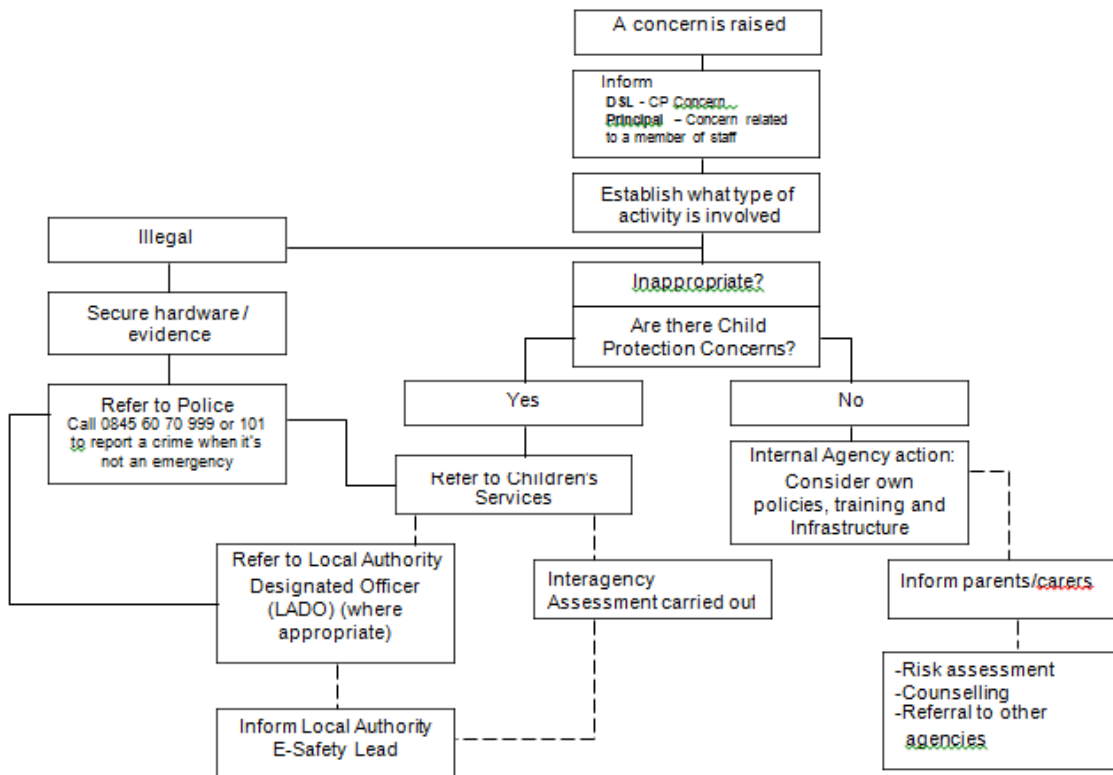 A concern is raised
Inform
DSL - CP Concern
Principal – Concern related
to a member of staff
Establish what type of
activity is involved
Illegal
Inappropriate?
Secure hardware /
evidence
Are there Child
Protection Concerns?
Refer to Police
Call 0845 60 70 999 or 101
to report a crime when it's
not an emergency
Yes
No
Refer to Children's
Services
Internal Agency action:
Consider own
policies, training and
Infrastructure
Refer to Local Authority
Designated Officer
(LADO) (where
appropriate)
Interagency
Assessment carried out
Inform parents/carers
-Risk assessment
-Counselling
-Referral to other
agencies
Inform Local Authority
E-Safety Lead